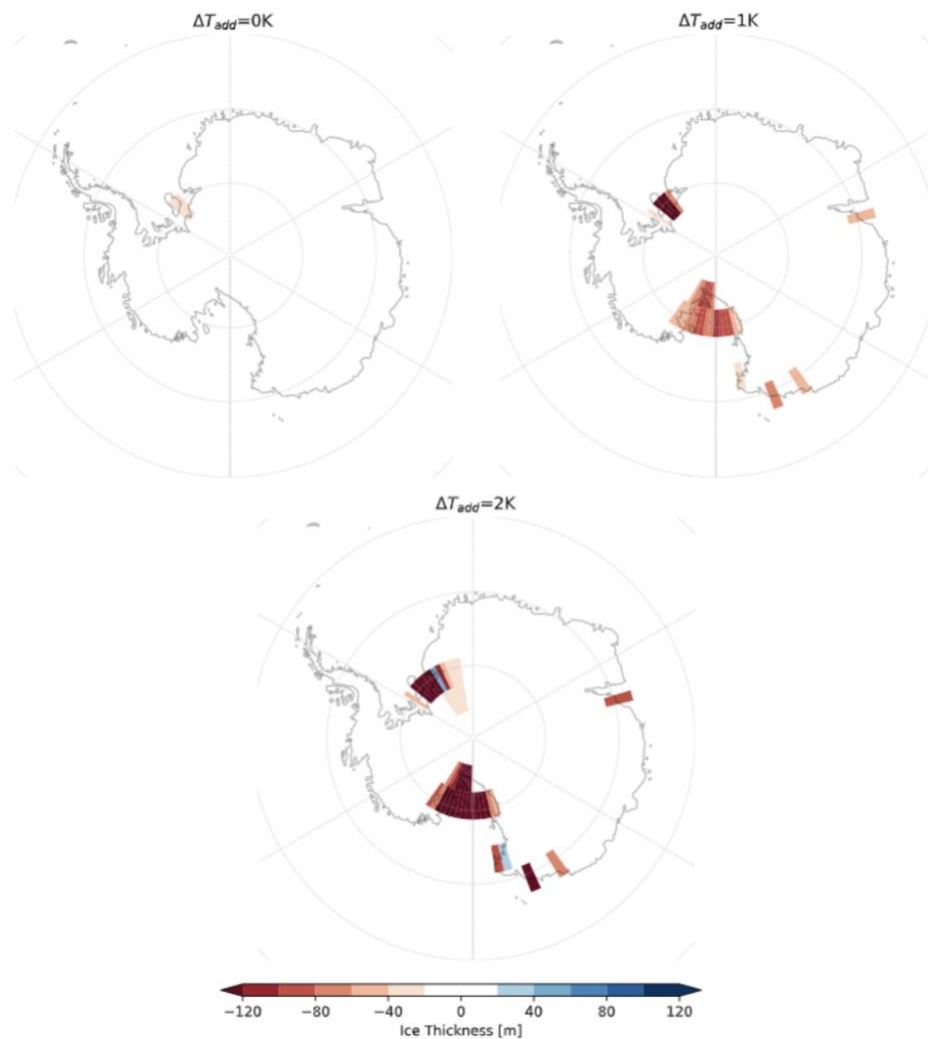 ΔT_add=0K
ΔT_add=1K
ΔT_add=2K
−120 −80 −40 0 40 80 120
Ice Thickness [m]